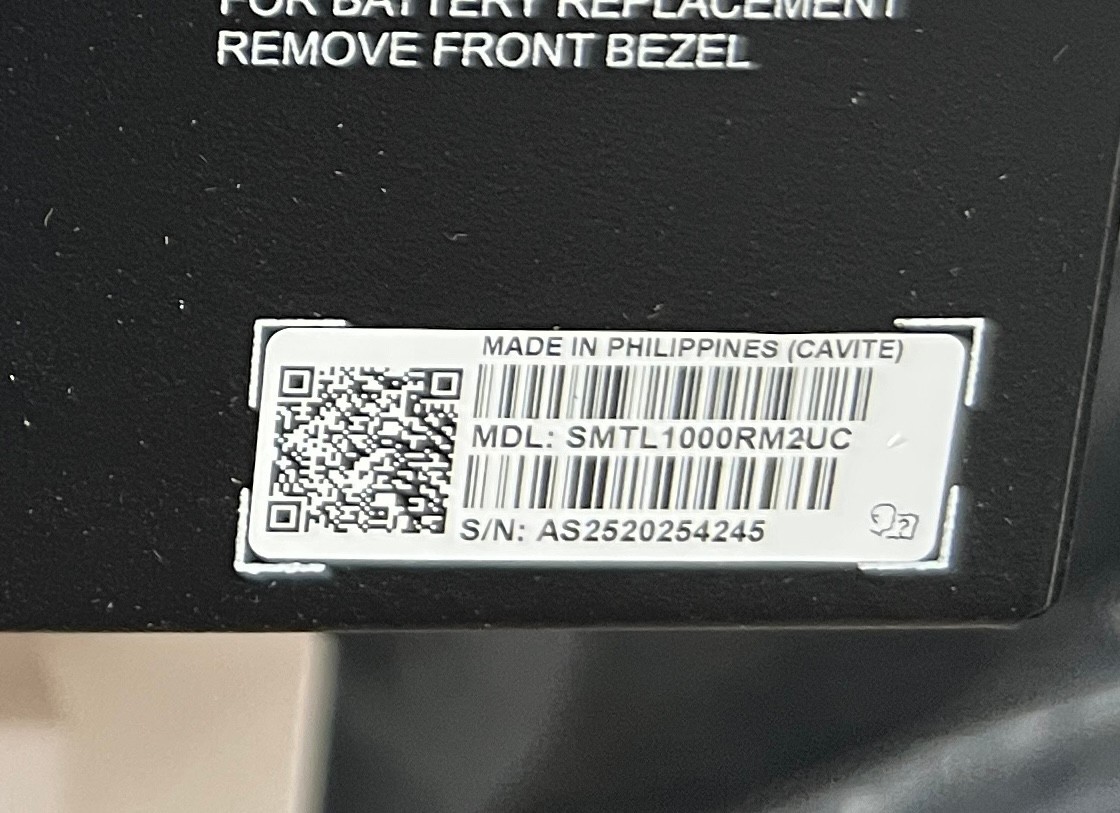 FOR BATTERY REPLACEMENT
REMOVE FRONT BEZEL
MADE IN PHILIPPINES (CAVITE)
MDL: SMTL1000RM2UC
S/N: AS2520254245
?